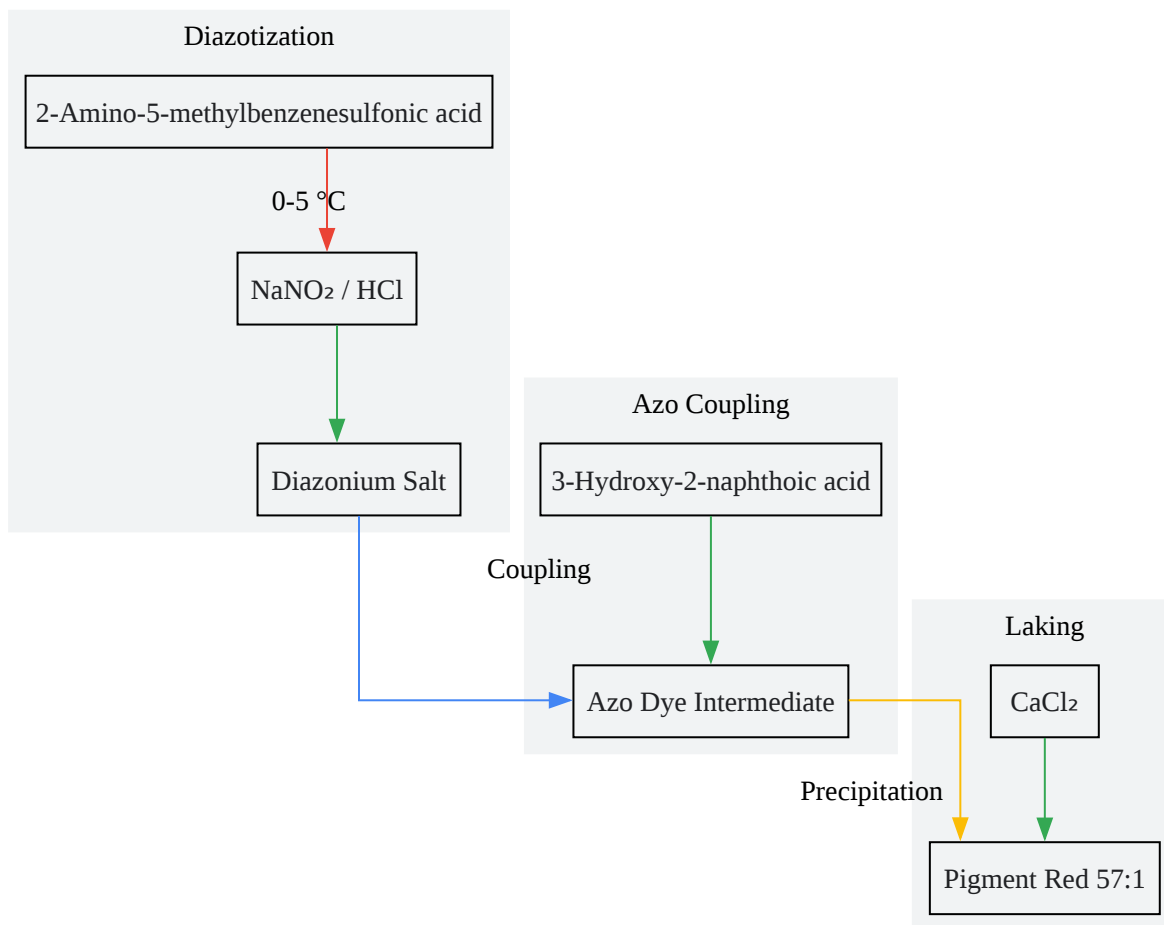 Diazotization
2-Amino-5-methylbenzenesulfonic acid
0-5 °C
NaNO₂ / HCl
Diazonium Salt
Azo Coupling
3-Hydroxy-2-naphthoic acid
Coupling
Azo Dye Intermediate
Laking
CaCl₂
Precipitation
Pigment Red 57:1